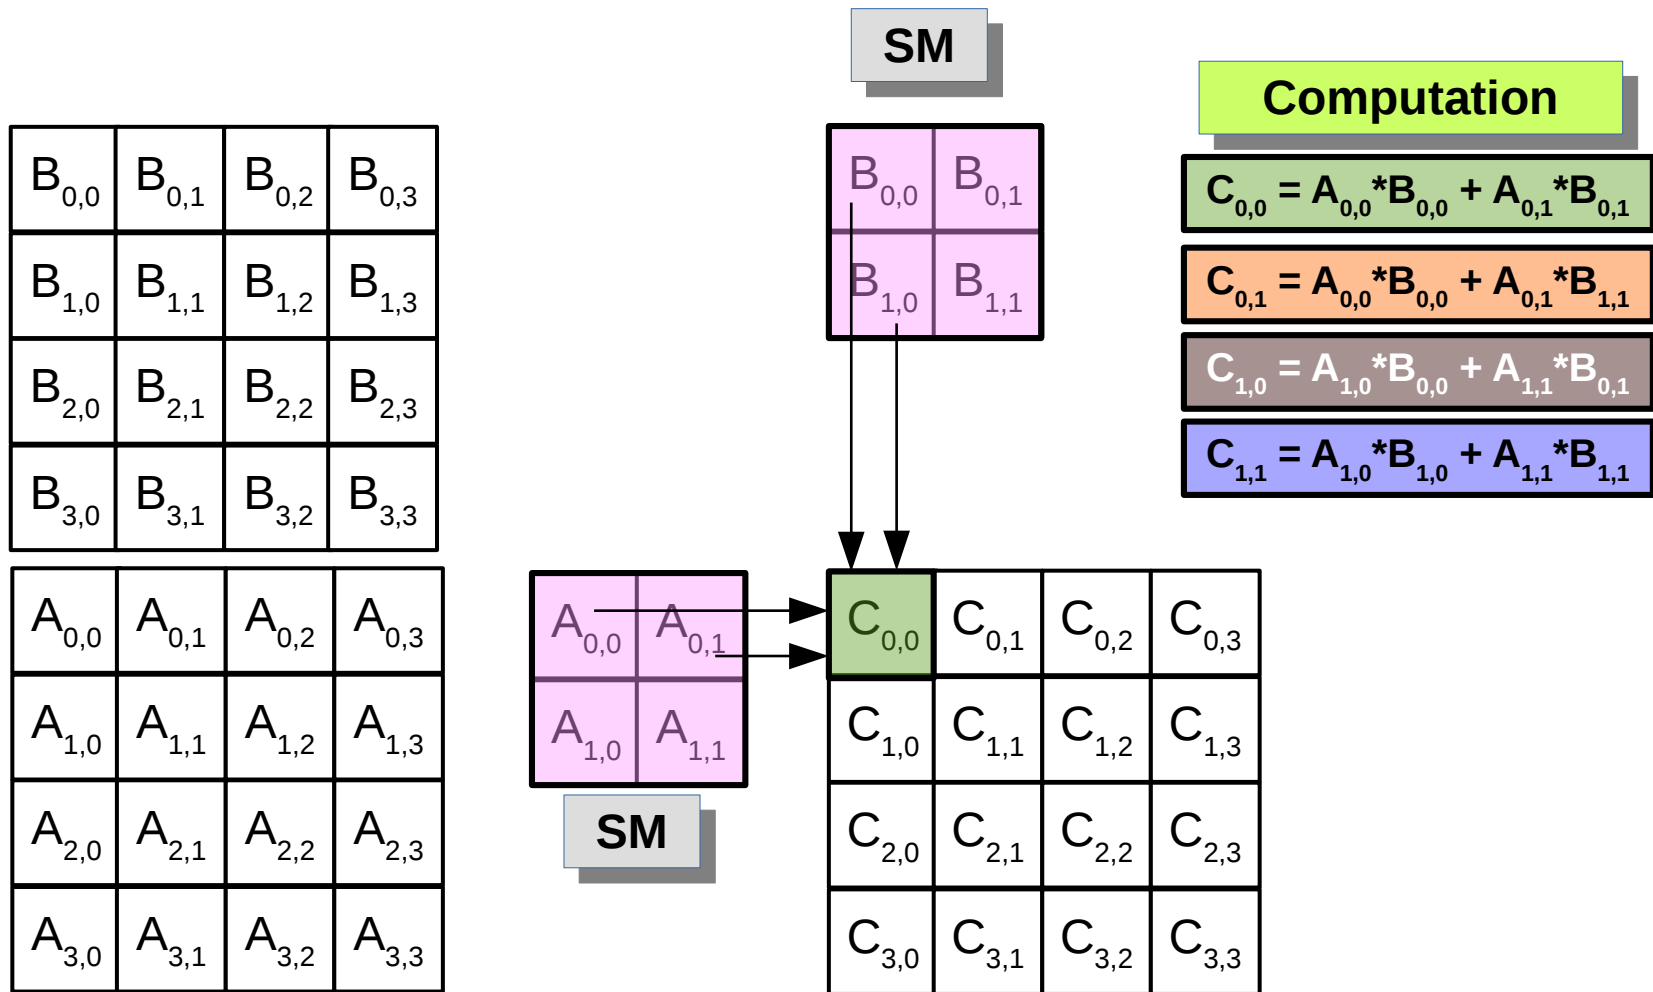 SM
Computation
B0,0 B0,1 B0,2 B0,3
B1,0 B1,1 B1,2 B1,3
B2,0 B2,1 B2,2 B2,3
B3,0 B3,1 B3,2 B3,3
B0,0 B0,1
B1,0 B1,1
C0,0 = A0,0*B0,0 + A0,1*B0,1
C0,1 = A0,0*B0,0 + A0,1*B1,1
C1,0 = A1,0*B0,0 + A1,1*B0,1
C1,1 = A1,0*B1,0 + A1,1*B1,1
A0,0 A0,1 A0,2 A0,3
A1,0 A1,1 A1,2 A1,3
A2,0 A2,1 A2,2 A2,3
A3,0 A3,1 A3,2 A3,3
A0,0 A0,1
A1,0 A1,1
SM
C0,0 C0,1 C0,2 C0,3
C1,0 C1,1 C1,2 C1,3
C2,0 C2,1 C2,2 C2,3
C3,0 C3,1 C3,2 C3,3